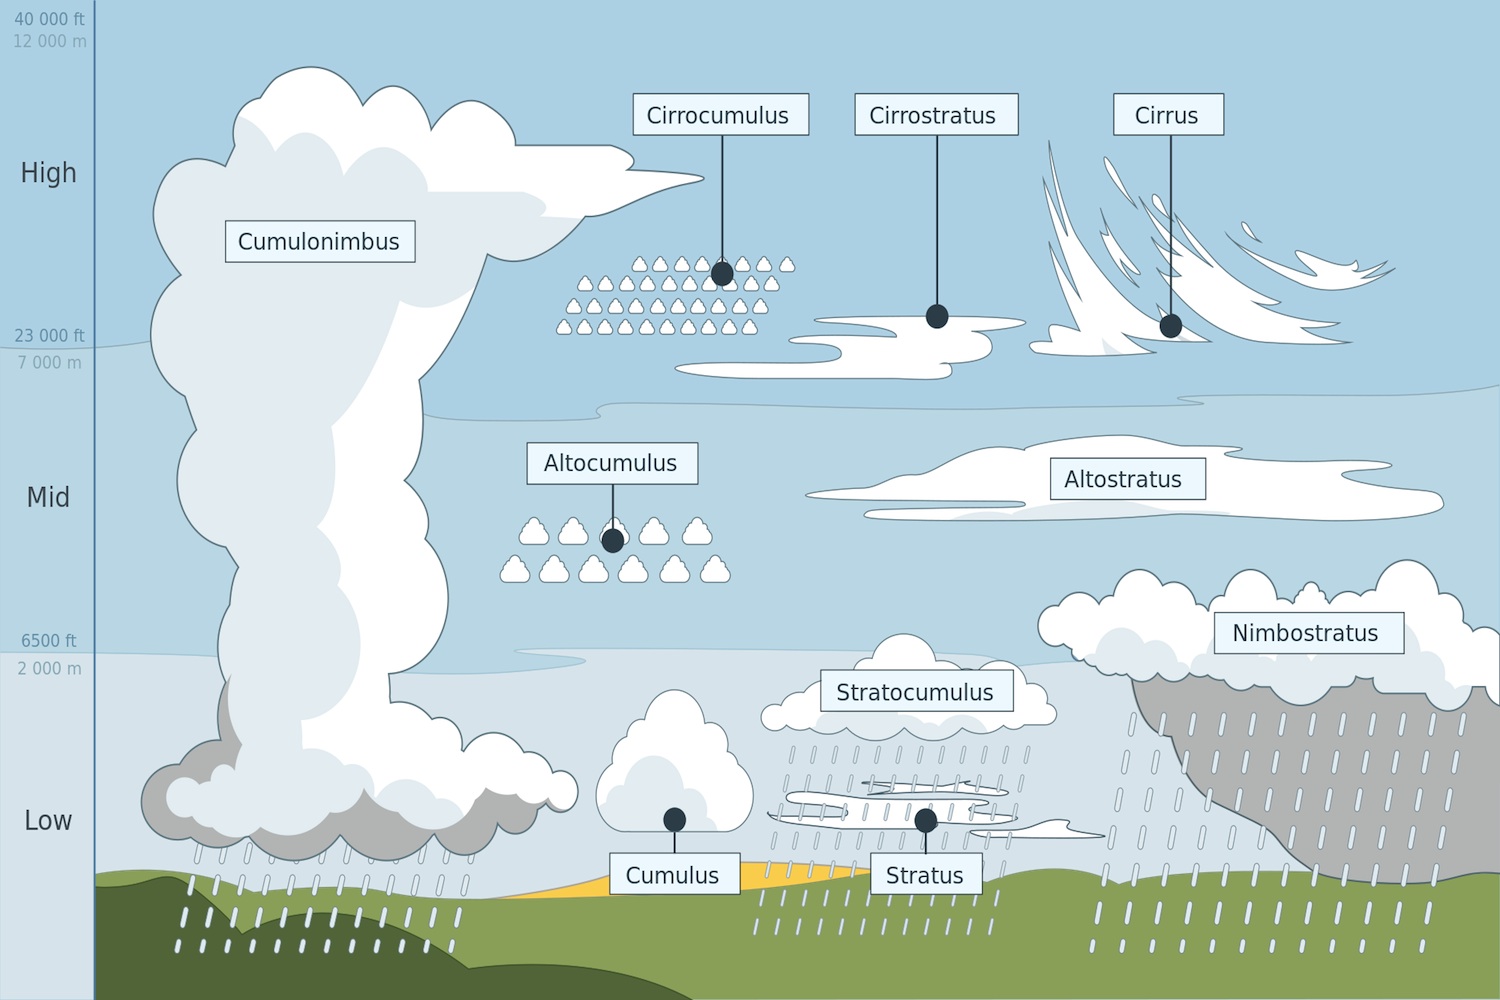 40 000 ft
12 000 m
High
23 000 ft
7 000 m
Mid
6500 ft
2 000 m
Low
Cirrocumulus
Cirrostratus
Cirrus
Cumulonimbus
Altocumulus
Altostratus
Nimbostratus
Stratocumulus
Cumulus
Stratus